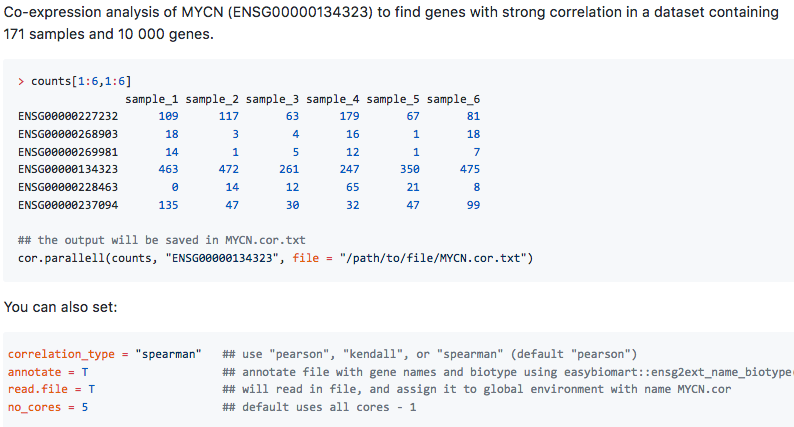 Co-expression analysis of MYCN (ENSG00000134323) to find genes with strong correlation in a dataset containing
171 samples and 10 000 genes.
> counts[1:6,1:6]
sample_1 sample_2 sample_3 sample_4 sample_5 sample_6
ENSG00000227232 109 117 63 179 67 81
ENSG00000268903 18 3 4 16 1 18
ENSG00000269981 14 1 5 12 1 7
ENSG00000134323 463 472 261 247 350 475
ENSG00000228463 0 14 12 65 21 8
ENSG00000237094 135 47 30 32 47 99
## the output will be saved in MYCN.cor.txt
cor.parallell(counts, "ENSG00000134323", file = "/path/to/file/MYCN.cor.txt")
You can also set:
correlation_type = "spearman" ## use "pearson", "kendall", or "spearman" (default "pearson")
annotate = T ## annotate file with gene names and biotype using easybiomart::ensg2ext_name_biotype
read.file = T ## will read in file, and assign it to global environment with name MYCN.cor
no_cores = 5 ## default uses all cores - 1